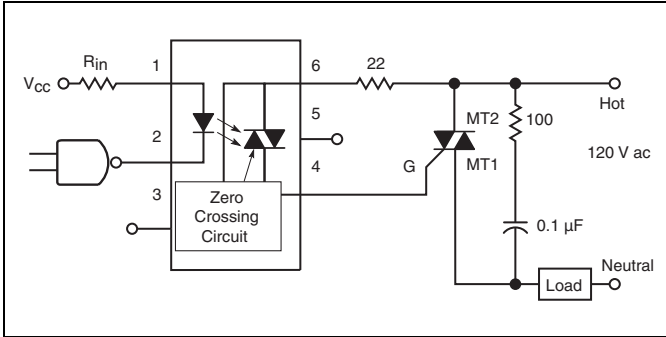 Vcc
Rin
1
2
3
6
5
4
22
Zero
Crossing
Circuit
G
MT2
MT1
100
0.1 µF
Hot
120 V ac
Neutral
Load